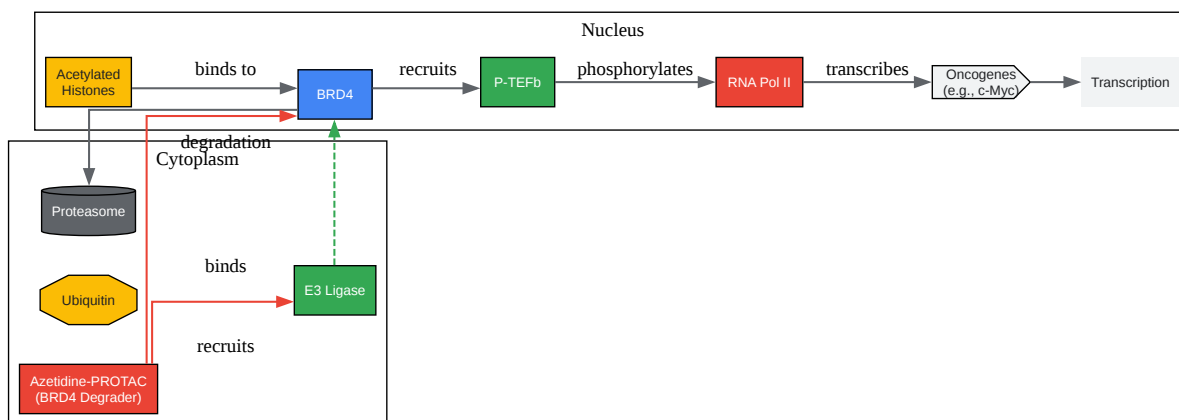 Nucleus
Acetylated
Histones
binds to
BRD4
recruits
P-TEFb
phosphorylates
RNA Pol II
transcribes
Oncogenes
(e.g., c-Myc)
Transcription
degradation
Cytoplasm
Proteasome
binds
Ubiquitin
E3 Ligase
recruits
Azetidine-PROTAC
(BRD4 Degrader)